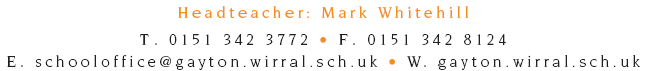 Headteacher: Mark Whitehill
T. 0151 342 3772 • F. 0151 342 8124
E. schooloffice@gayton.wirral.sch.uk • W. gayton.wirral.sch.uk